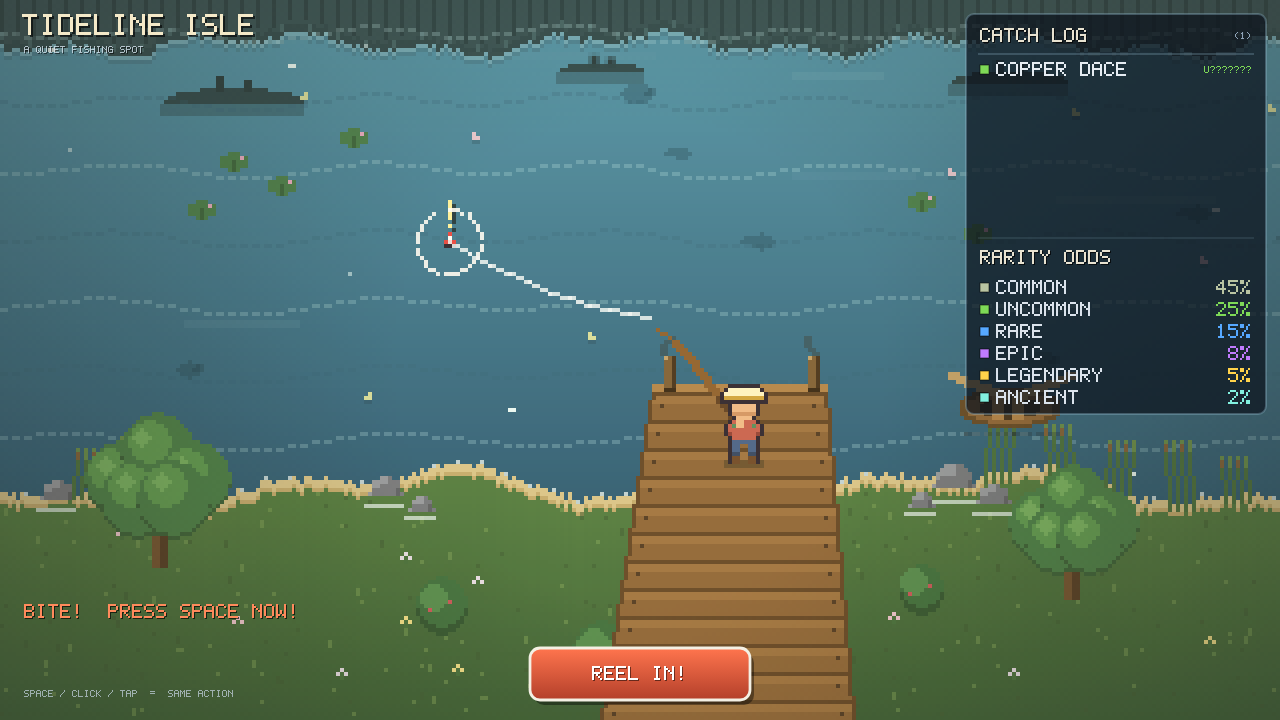 TIDELINE ISLE
A QUIET FISHING SPOT
CATCH LOG
(1)
COPPER DACE
U???????
RARITY ODDS
COMMON 45%
UNCOMMON 25%
RARE 15%
EPIC 8%
LEGENDARY 5%
ANCIENT 2%
BITE! PRESS SPACE NOW!
REEL IN!
SPACE / CLICK / TAP = SAME ACTION